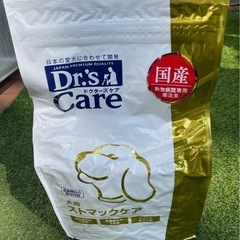 日本の愛犬に合わせて開発
JAPAN PREMIUM QUALITY
Dr's
ドクターズケア
Care
国産
動物病院専用
療法食
犬用
ストマックケア